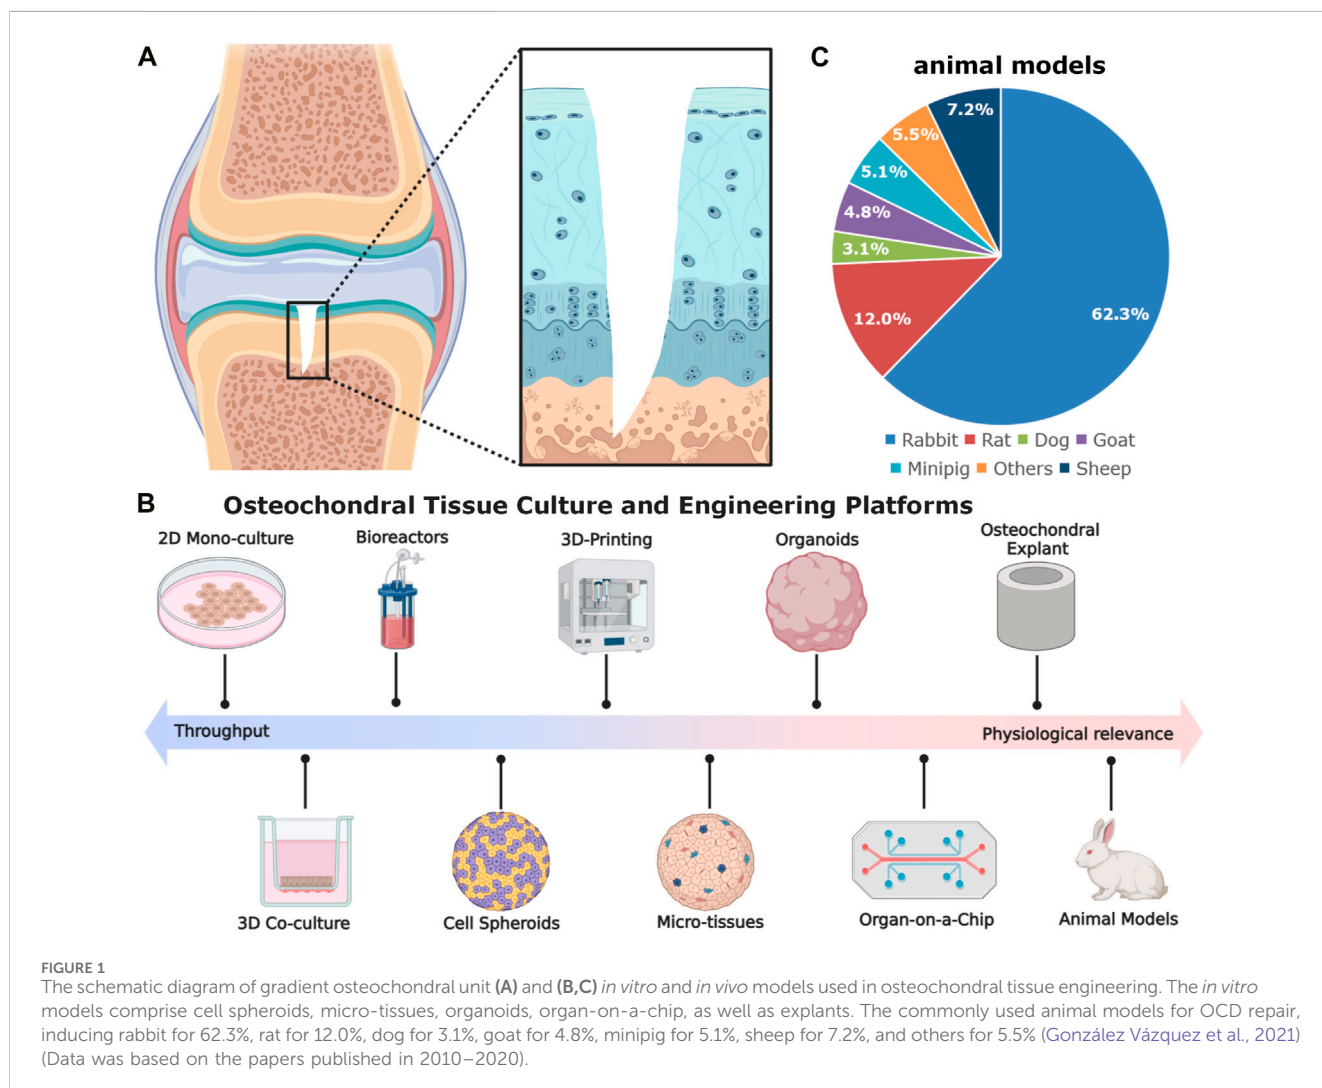 A
C
animal models
7.2%
5.5%
5.1%
4.8%
3.1%
12.0%
62.3%
Rabbit Rat Dog Goat
Minipig Others Sheep
B Osteochondral Tissue Culture and Engineering Platforms
2D Mono-culture
Bioreactors
3D-Printing
Organoids
Osteochondral
Explant
Throughput
Physiological relevance
3D Co-culture
Cell Spheroids
Micro-tissues
Organ-on-a-Chip
Animal Models
FIGURE 1
The schematic diagram of gradient osteochondral unit (A) and (B,C) in vitro and in vivo models used in osteochondral tissue engineering. The in vitro
models comprise cell spheroids, micro-tissues, organoids, organ-on-a-chip, as well as explants. The commonly used animal models for OCD repair,
inducing rabbit for 62.3%, rat for 12.0%, dog for 3.1%, goat for 4.8%, minipig for 5.1%, sheep for 7.2%, and others for 5.5% (González Vázquez et al., 2021)
(Data was based on the papers published in 2010–2020).